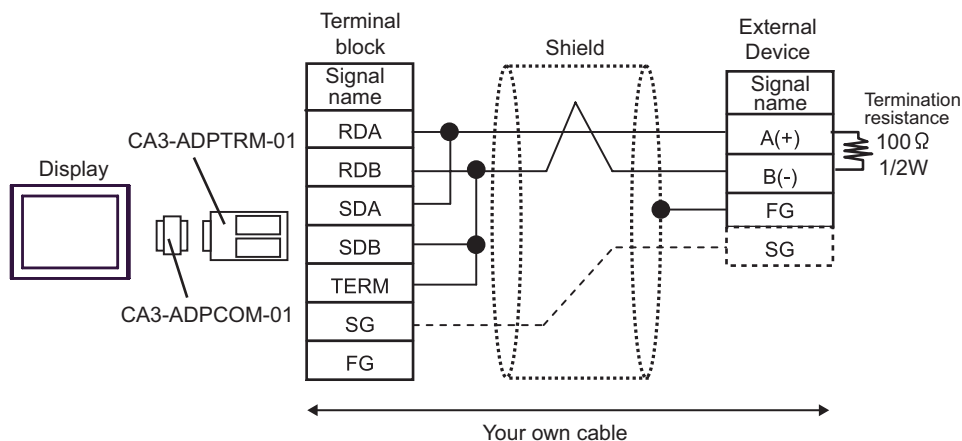 Terminal
block
Shield
External
Device
Signal
name
Signal
name
Termination
resistance
100Ω
1/2W
CA3-ADPTRM-01
Display
RDA
A(+)
RDB
B(-)
SDA
FG
SDB
SG
TERM
CA3-ADPCOM-01
SG
FG
Your own cable